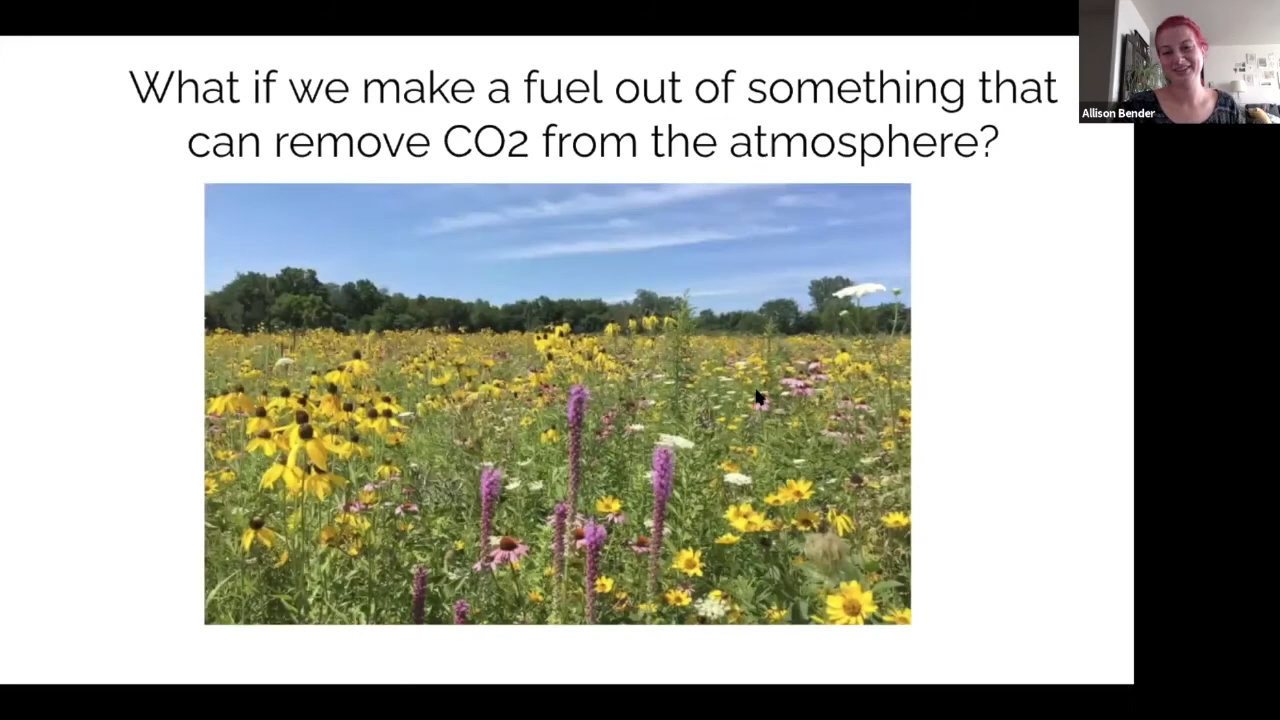 What if we make a fuel out of something that
can remove CO2 from the atmosphere?
Allison Bender